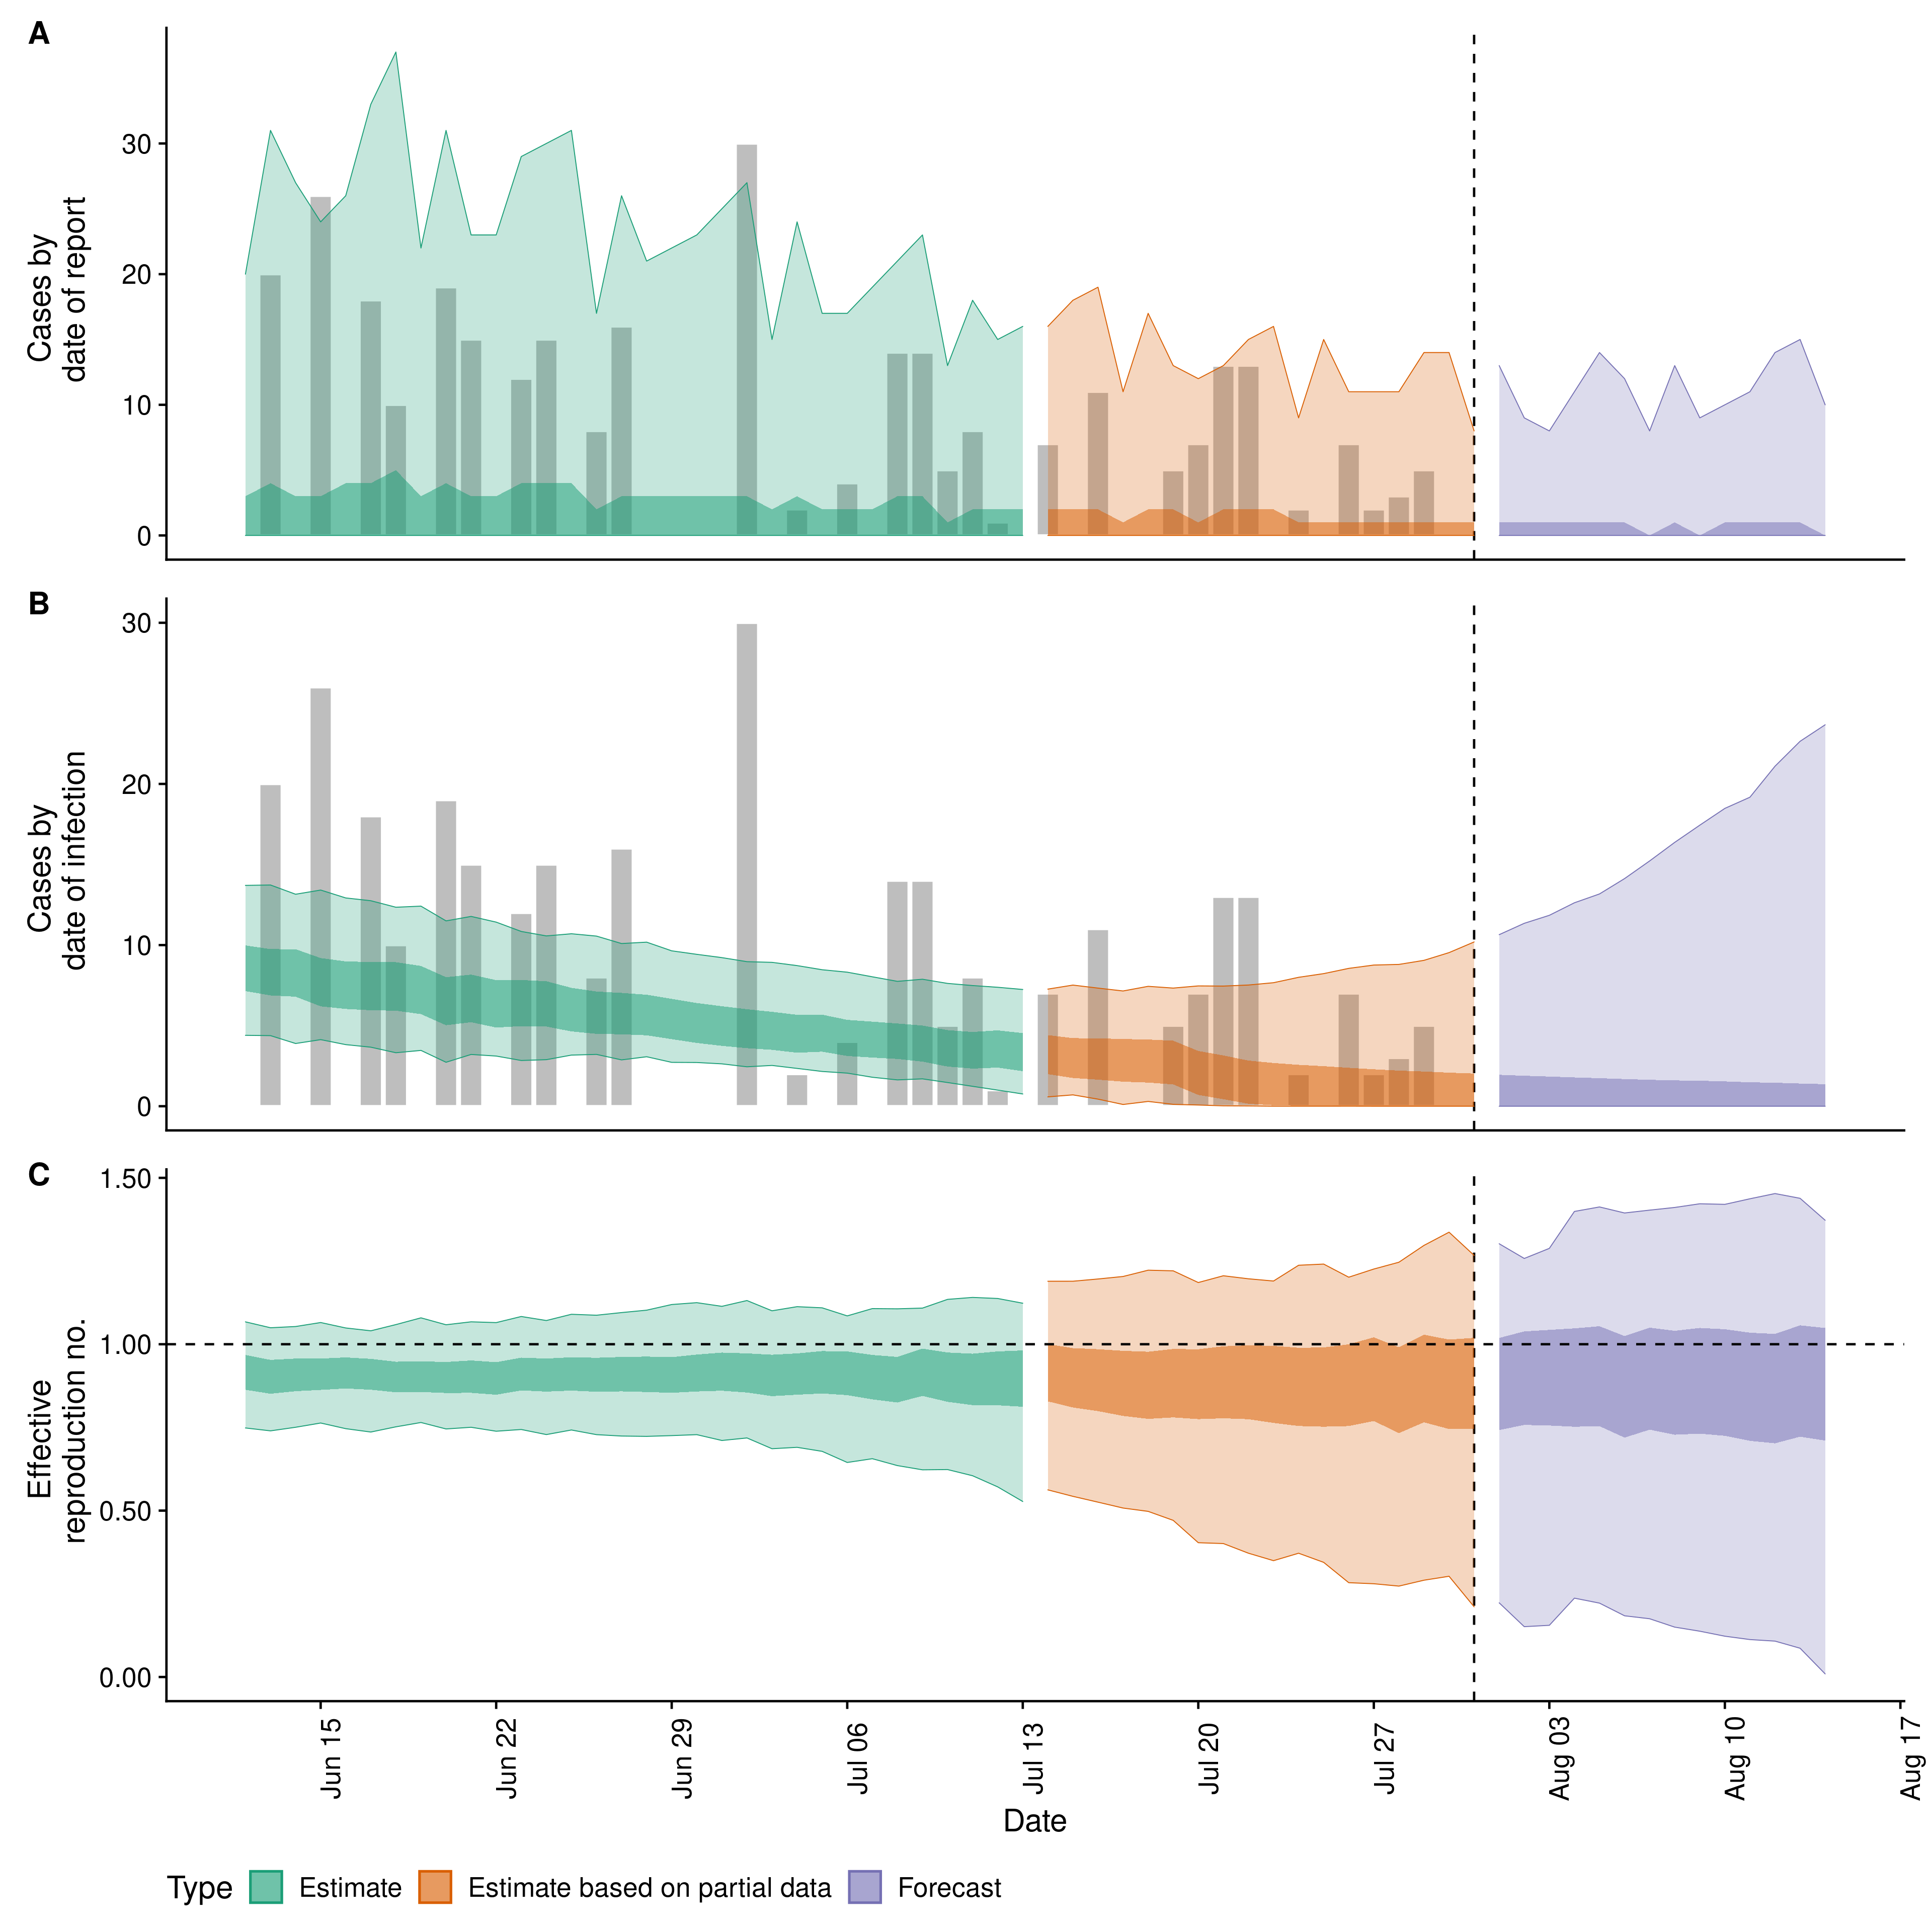 A
Cases by
date of report
30
20
10
0
B
Cases by
date of infection
30
20
10
0
C
Effective
reproduction no.
1.50
1.00
0.50
0.00
Jun 15
Jun 22
Jun 29
Jul 06
Jul 13
Jul 20
Jul 27
Aug 03
Aug 10
Aug 17
Date
Type Estimate Estimate based on partial data Forecast